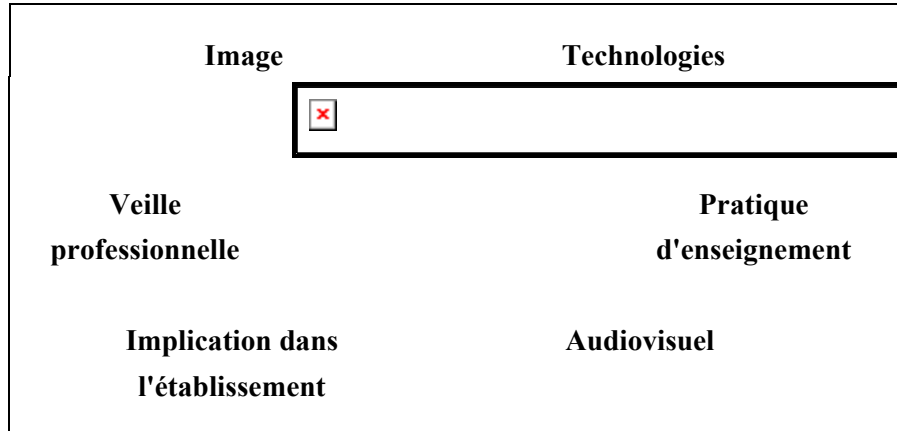 Image Technologies
Veille Pratique
professionnelle d'enseignement
Implication dans Audiovisuel
l'établissement